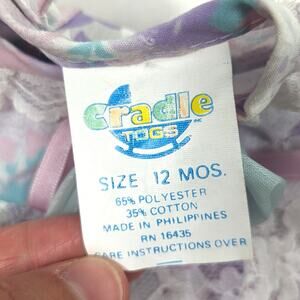 cradle
TOGS INC
SIZE 12 MOS.
65% POLYESTER
35% COTTON
MADE IN PHILIPPINES
RN 16435
CARE INSTRUCTIONS OVER